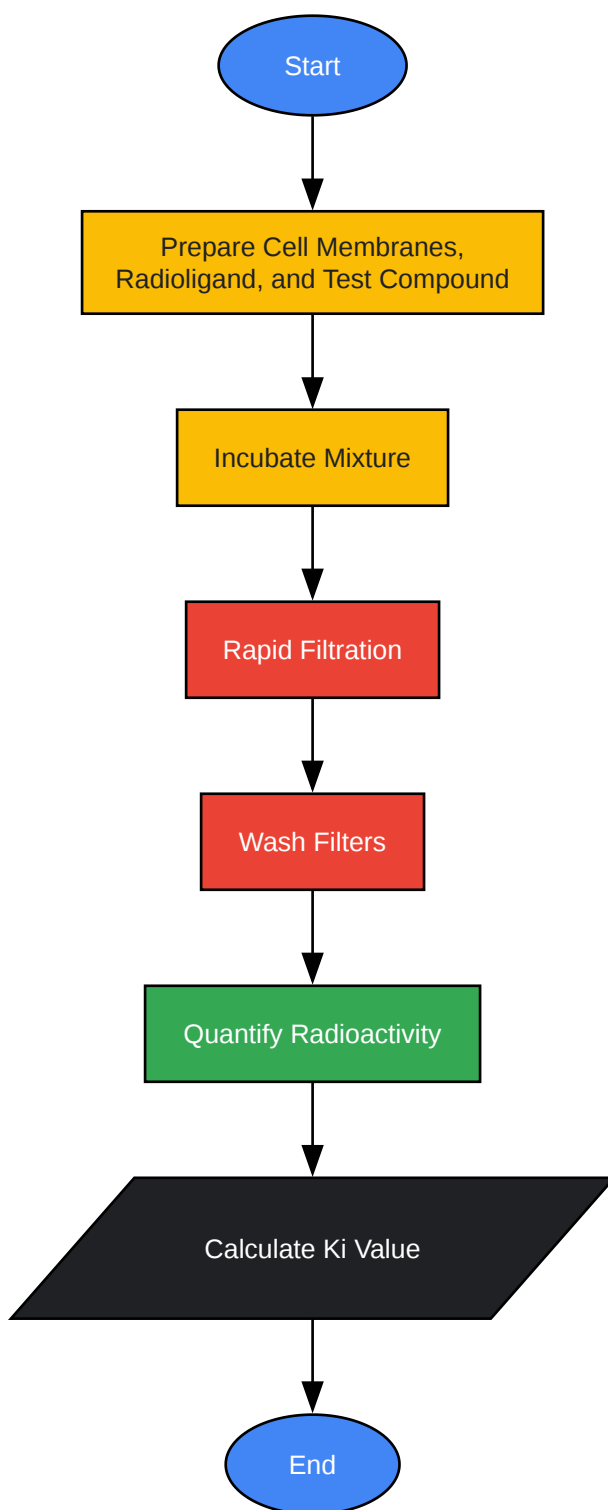 Start
Prepare Cell Membranes,
Radioligand, and Test Compound
Incubate Mixture
Rapid Filtration
Wash Filters
Quantify Radioactivity
Calculate Ki Value
End